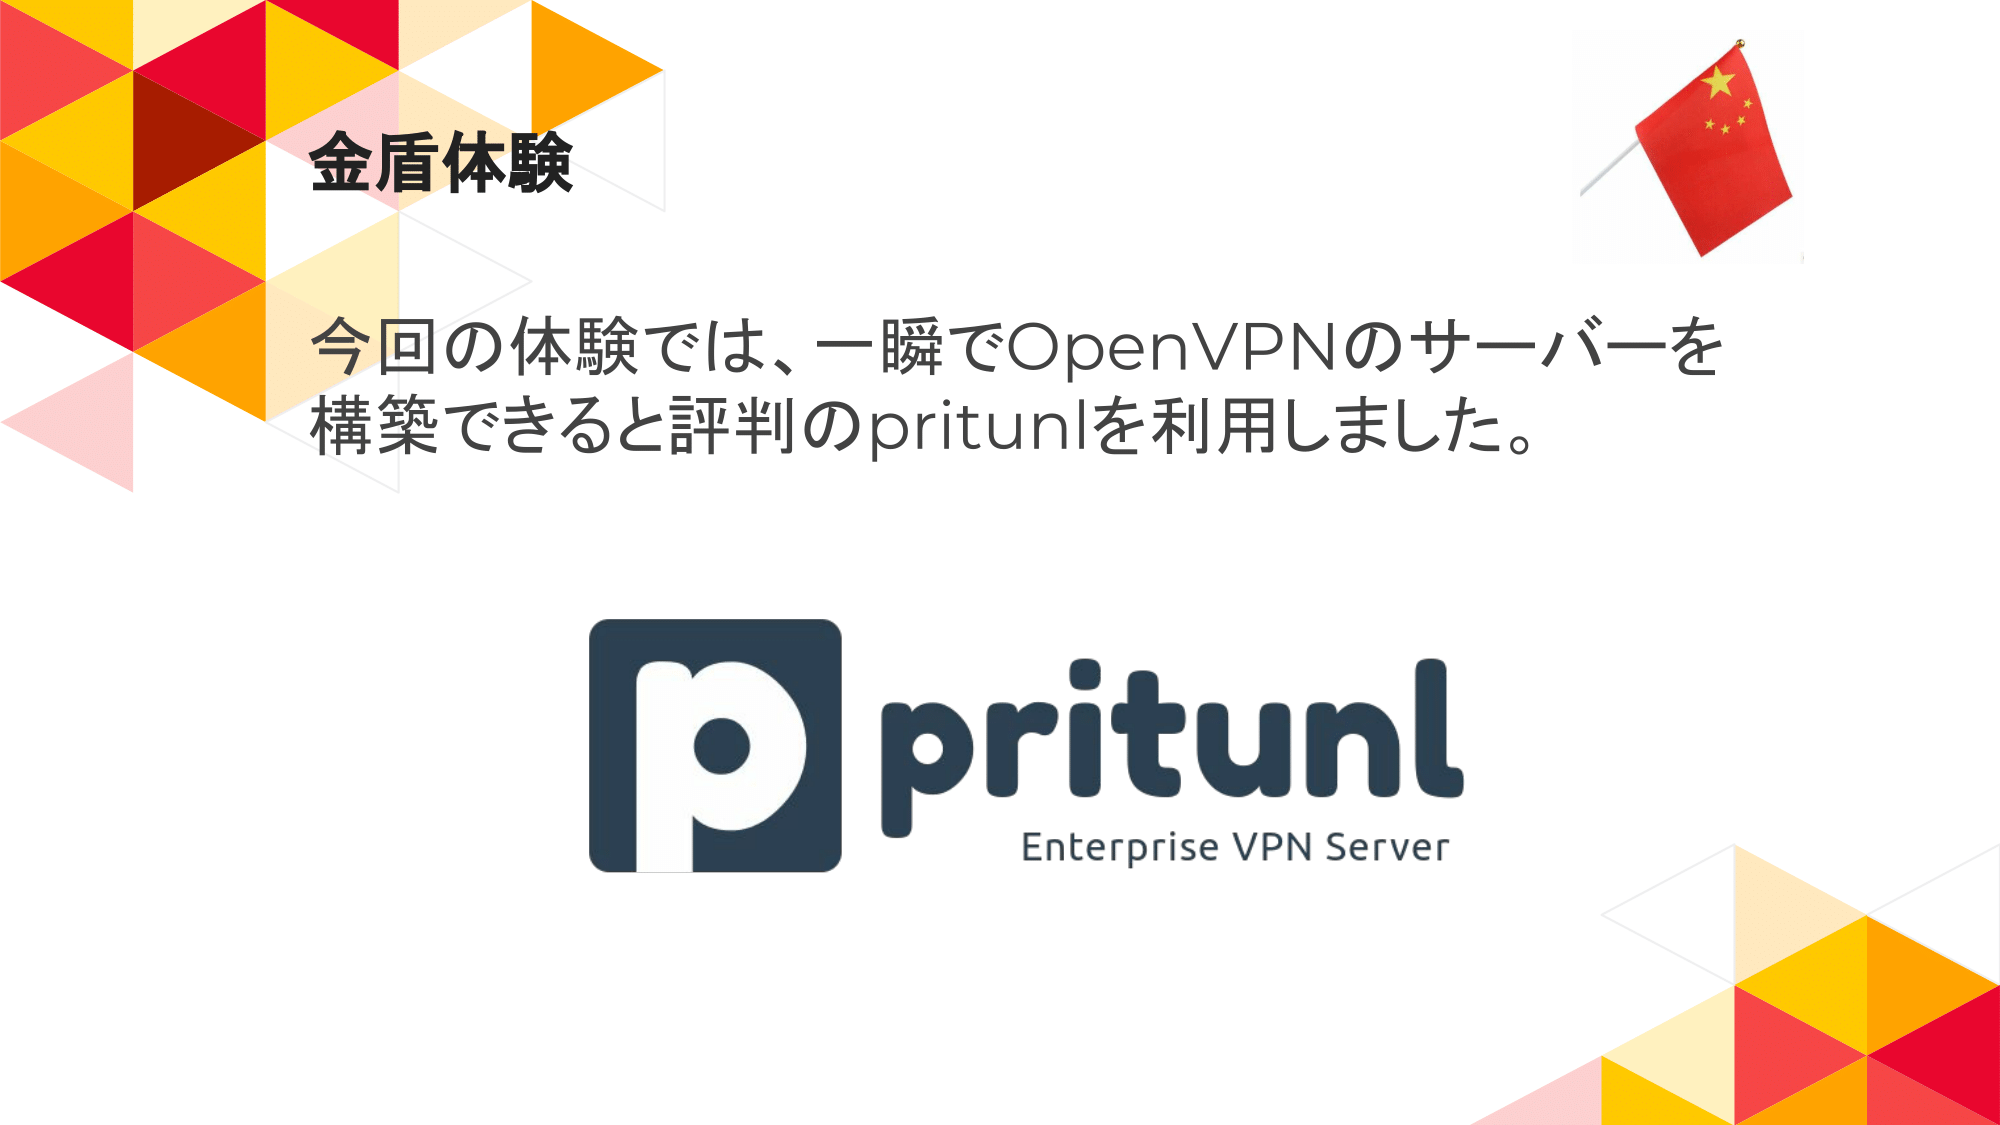 金盾体験
今回の体験では、一瞬でOpenVPNのサーバーを
構築できると評判のpritunlを利用しました。
p pritunl
Enterprise VPN Server